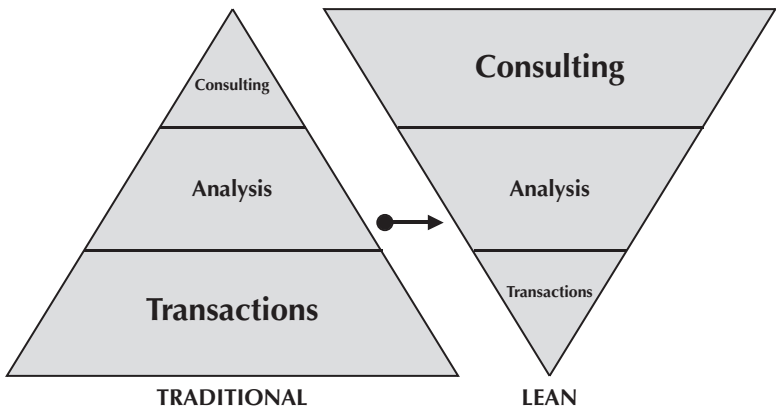 Consulting
Analysis
Transactions
TRADITIONAL
Consulting
Analysis
Transactions
LEAN